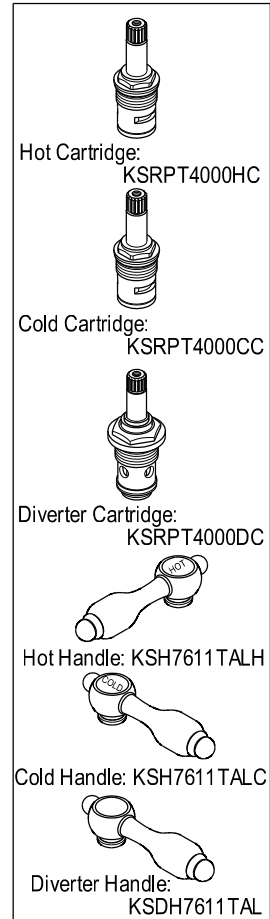 Hot Cartridge:
KSRPT4000HC
Cold Cartridge:
KSRPT4000CC
Diverter Cartridge:
KSRPT4000DC
HOT
Hot Handle: KSH7611TALH
COLD
Cold Handle: KSH7611TALC
Diverter Handle:
KSDH7611TAL